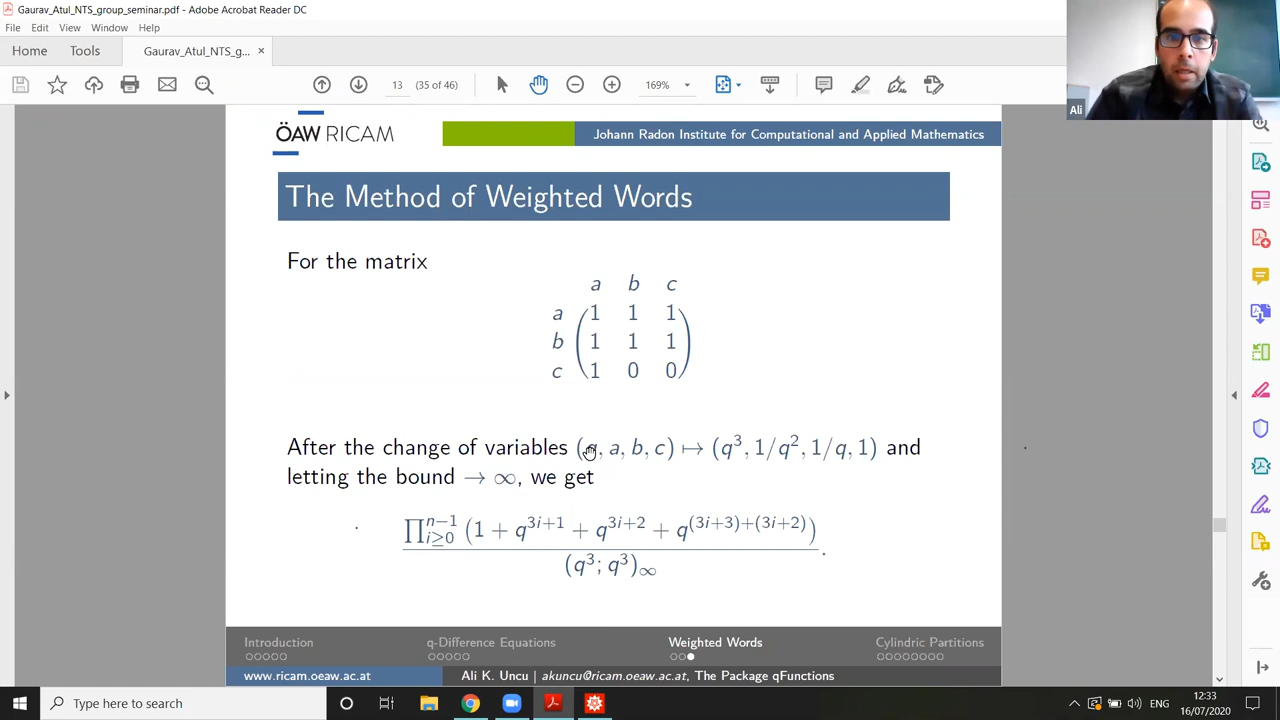 Gaurav_Atul_NTS_group_seminar.pdf - Adobe Acrobat Reader DC
File Edit View Window Help
Home Tools Gaurav_Atul_NTS_g... ×
13 (35 of 46) 169%
Ali
ÖAW RICAM Johann Radon Institute for Computational and Applied Mathematics
The Method of Weighted Words
For the matrix
a b c
a 1 1 1
b 1 1 1
c 1 0 0
After the change of variables (q, a, b, c) ↦ (q^3, 1/q^2, 1/q, 1) and
letting the bound → ∞, we get
∏_{i≥0}^{n−1} (1 + q^{3i+1} + q^{3i+2} + q^{(3i+3)+(3i+2)})
(q^3; q^3)_∞ .
Introduction q-Difference Equations Weighted Words Cylindric Partitions
www.ricam.oeaw.ac.at Ali K. Uncu | akuncu@ricam.oeaw.ac.at, The Package qFunctions
Type here to search ENG 12:33
16/07/2020